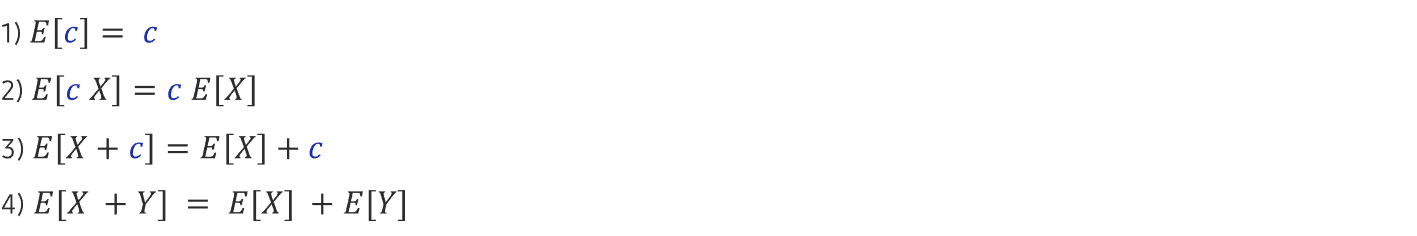 1) E[c] = c
2) E[c X] = c E[X]
3) E[X + c] = E[X] + c
4) E[X + Y] = E[X] + E[Y]